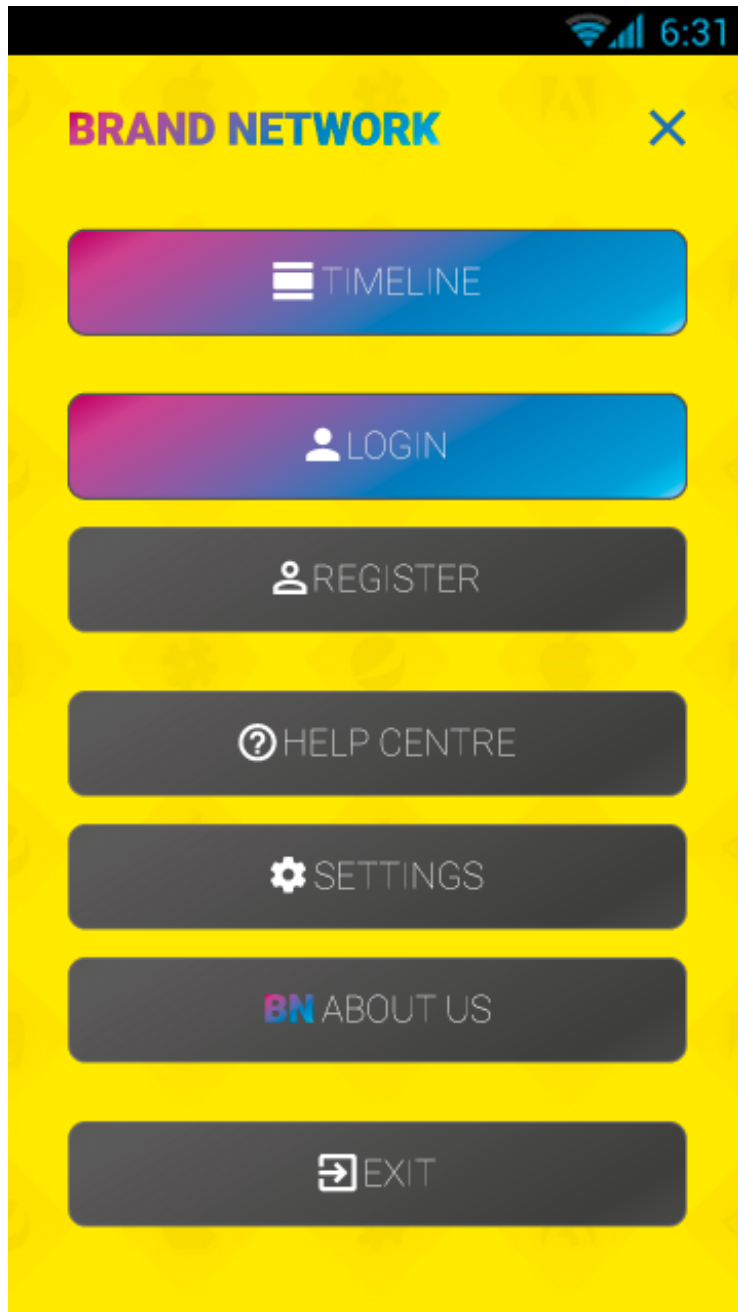 6:31
BRAND NETWORK
TIMELINE
LOGIN
REGISTER
HELP CENTRE
SETTINGS
BN ABOUT US
EXIT